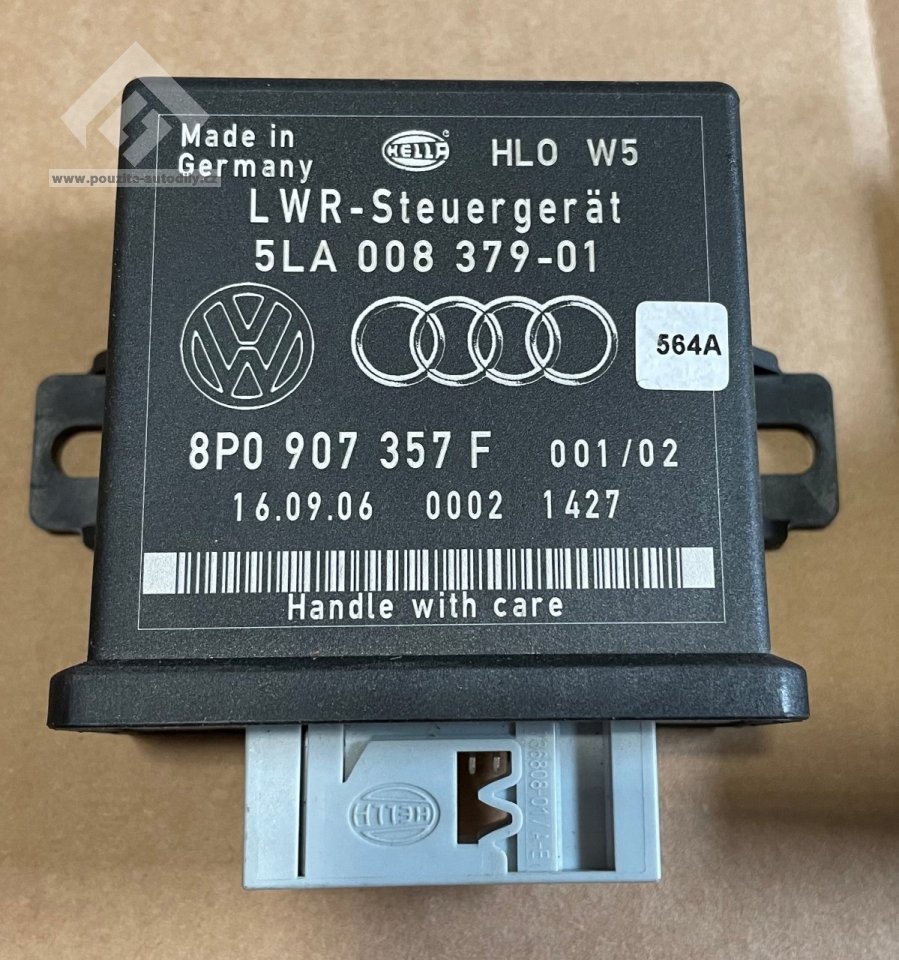 Made in
Germany
HELLA
HLO W5
www.pouzite-autodily.cz
LWR-Steuergerät
5LA 008 379-01
564A
8P0 907 357 F 001/02
16.09.06 0002 1427
Handle with care
HELLA